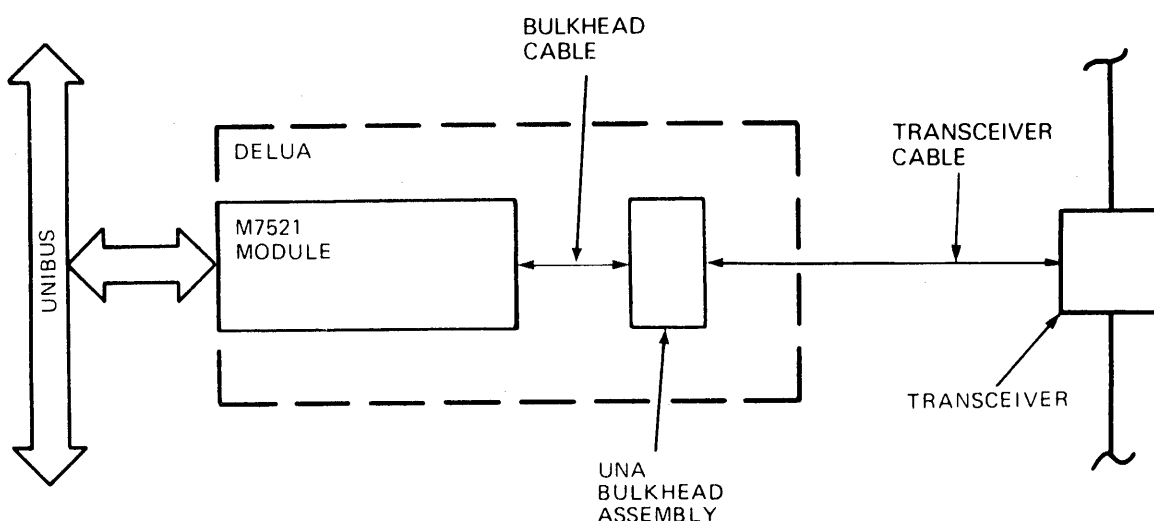 BULKHEAD
CABLE
DELUA
TRANSCEIVER
CABLE
M7521
MODULE
UNIBUS
TRANSCEIVER
UNA
BULKHEAD
ASSEMBLY